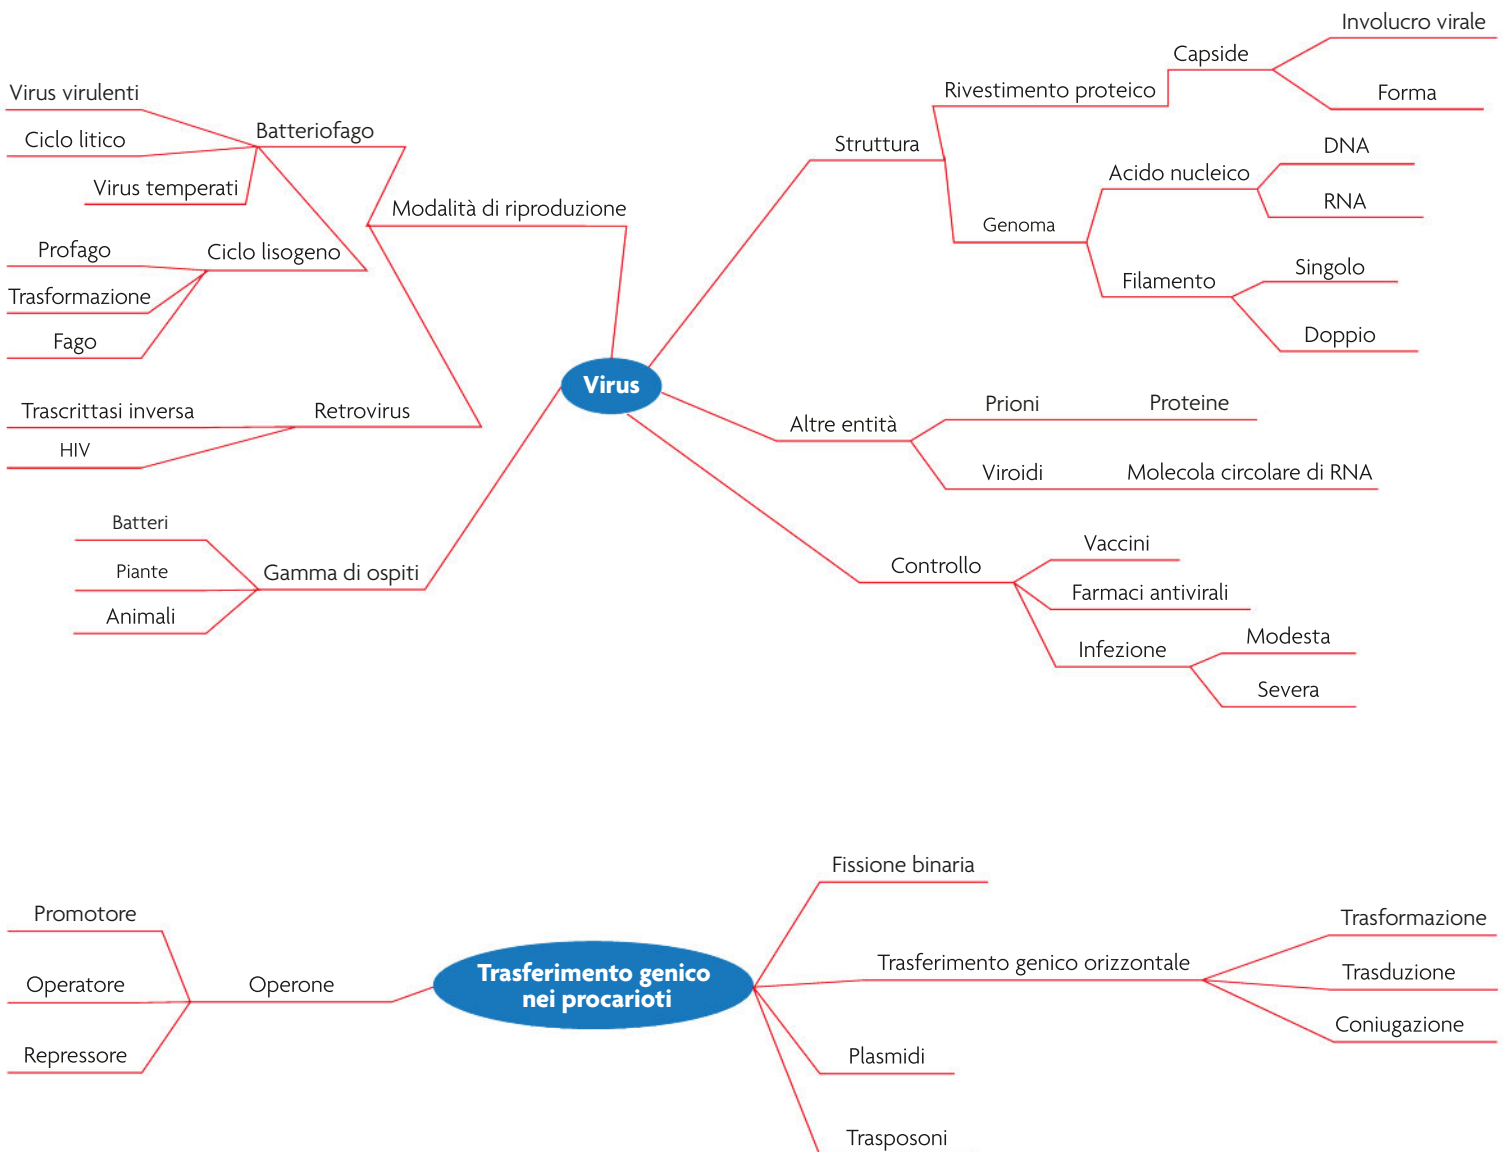 Involucro virale
Capside
Rivestimento proteico
Forma
Struttura
DNA
Acido nucleico
RNA
Genoma
Singolo
Filamento
Doppio
Virus virulenti
Batteriofago
Ciclo litico
Virus temperati
Modalità di riproduzione
Profago
Ciclo lisogeno
Trasformazione
Fago
Trascrittasi inversa
Retrovirus
HIV
Virus
Prioni
Proteine
Altre entità
Viroidi
Molecola circolare di RNA
Batteri
Piante
Gamma di ospiti
Animali
Vaccini
Controllo
Farmaci antivirali
Infezione
Modesta
Severa
Fissione binaria
Promotore
Operatore
Operone
Repressore
Trasferimento genico
nei procarioti
Trasferimento genico orizzontale
Trasformazione
Trasduzione
Coniugazione
Plasmidi
Trasposoni